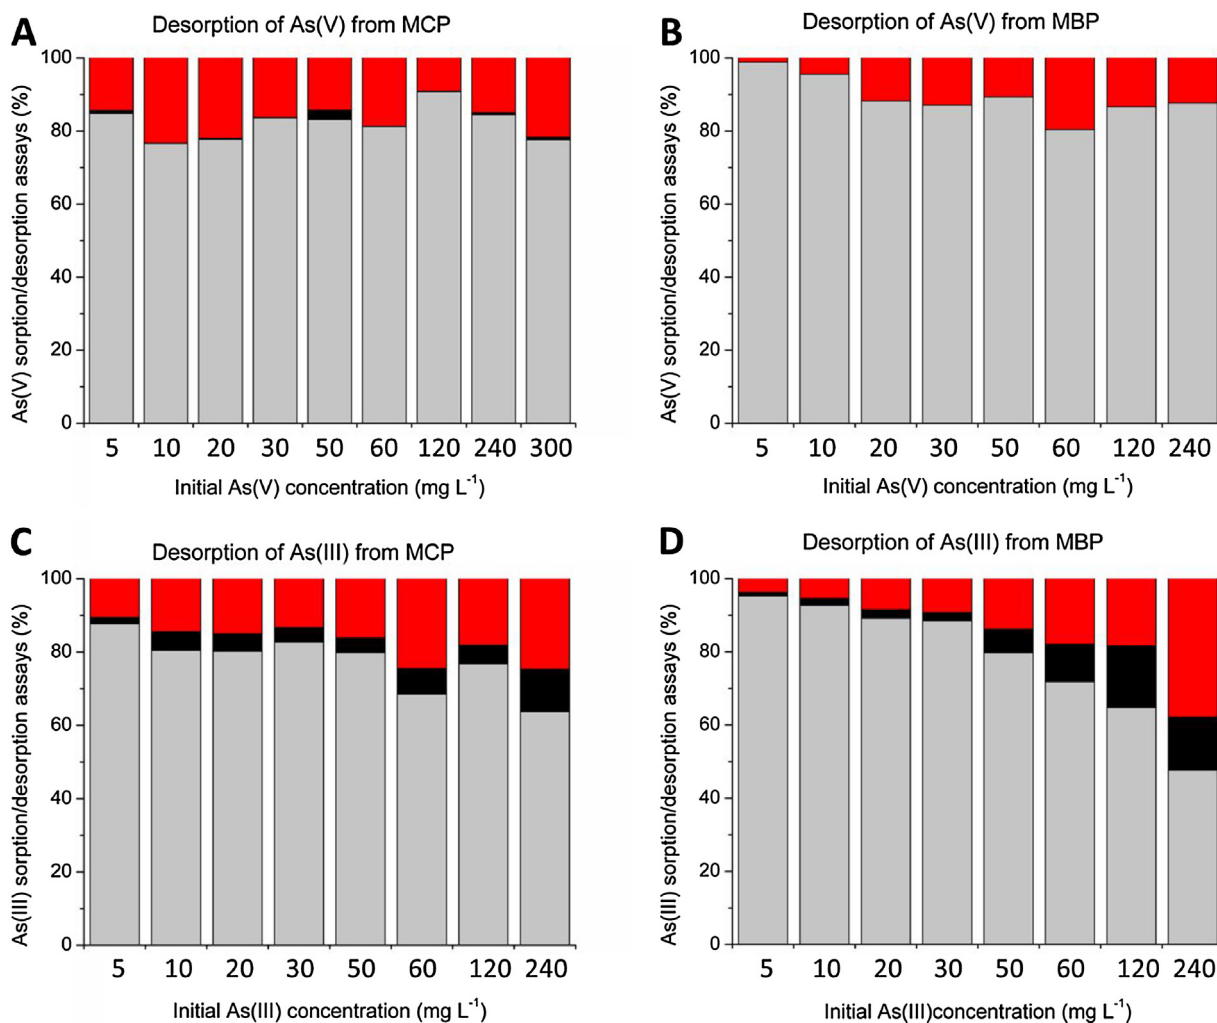 A
Desorption of As(V) from MCP
As(V) sorption/desorption assays (%)
100
80
60
40
20
0
5 10 20 30 50 60 120 240 300
Initial As(V) concentration (mg L⁻¹)
B
Desorption of As(V) from MBP
As(V) sorption/desorption assays (%)
100
80
60
40
20
0
5 10 20 30 50 60 120 240
Initial As(V) concentration (mg L⁻¹)
C
Desorption of As(III) from MCP
As(III) sorption/desorption assays (%)
100
80
60
40
20
0
5 10 20 30 50 60 120 240
Initial As(III) concentration (mg L⁻¹)
D
Desorption of As(III) from MBP
As(III) sorption/desorption assays (%)
100
80
60
40
20
0
5 10 20 30 50 60 120 240
Initial As(III)concentration (mg L⁻¹)